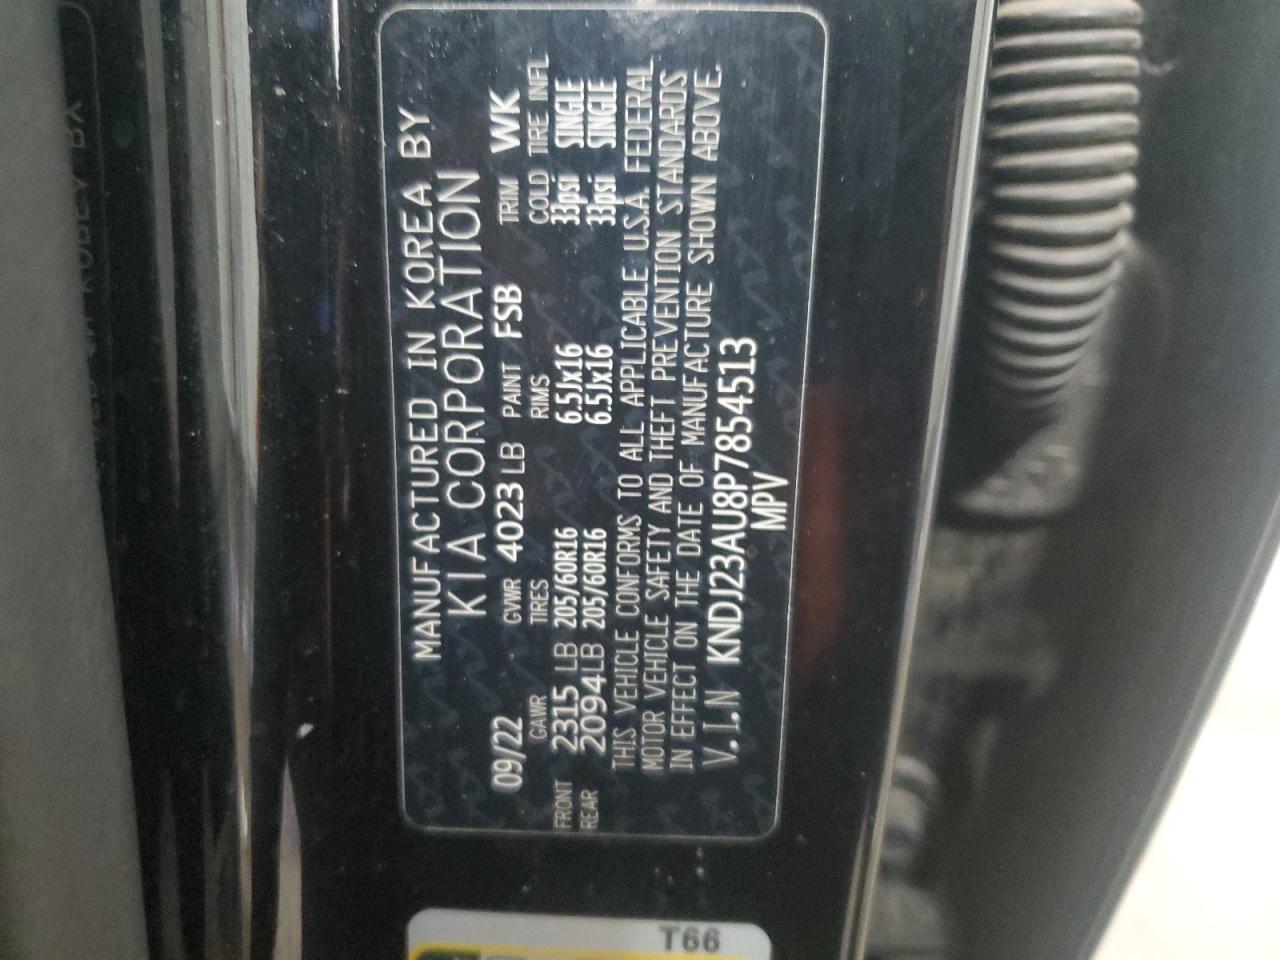 MANUFACTURED IN KOREA BY
KIA CORPORATION
09/22 GVWR 4023 LB PAINT FSB TRIM WK
GAWR TIRES RIMS COLD TIRE INFL
FRONT 2315 LB 205/60R16 6.5Jx16 33psi SINGLE
REAR 2094LB 205/60R16 6.5Jx16 33psi SINGLE
THIS VEHICLE CONFORMS TO ALL APPLICABLE U.S.A. FEDERAL
MOTOR VEHICLE SAFETY AND THEFT PREVENTION STANDARDS
IN EFFECT ON THE DATE OF MANUFACTURE SHOWN ABOVE.
V.I.N KNDJ23AU8P7854513
MPV
T66